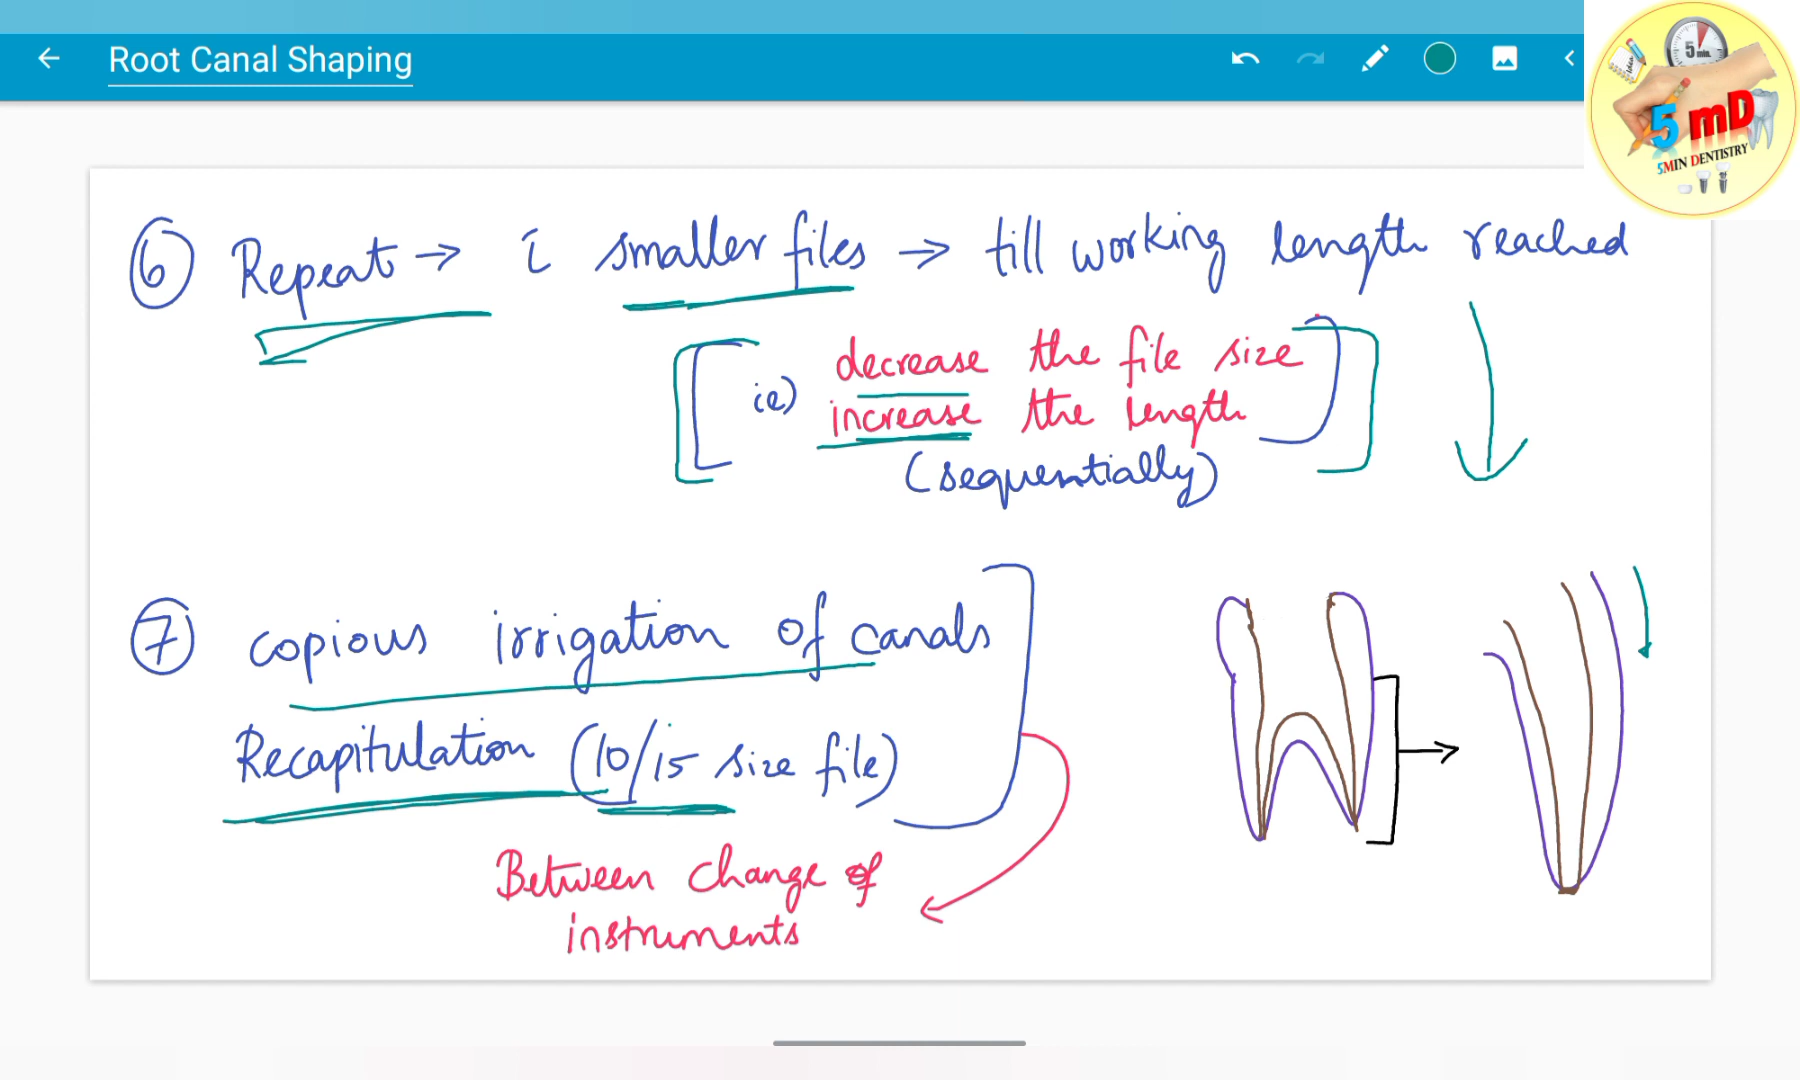 Root Canal Shaping
5 min.
Idea
5 mD
5MIN DENTISTRY
⑥ Repeat → ī smaller files → till working length reached
ie) decrease the file size
increase the length
(sequentially)
⑦ copious irrigation of canals
Recapitulation (10/15 size file)
Between change of
instruments